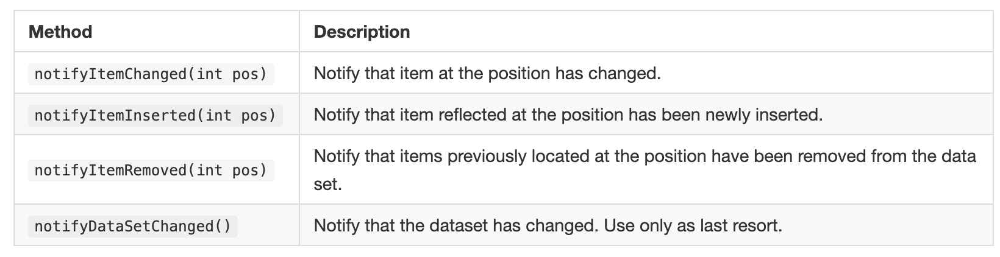 Method Description
notifyItemChanged(int pos) Notify that item at the position has changed.
notifyItemInserted(int pos) Notify that item reflected at the position has been newly inserted.
notifyItemRemoved(int pos) Notify that items previously located at the position have been removed from the data
set.
notifyDataSetChanged() Notify that the dataset has changed. Use only as last resort.